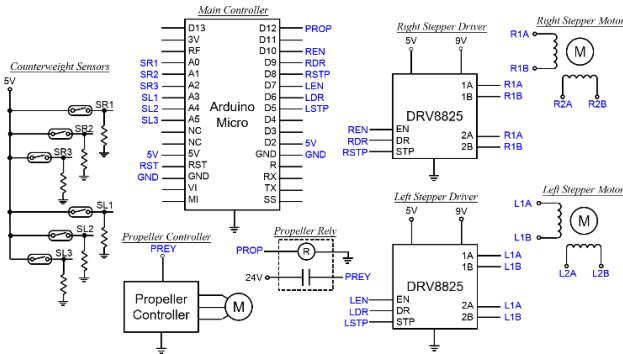 Main Controller
D13
3V
RF
A0
A1
A2
A3
A4
A5
NC
NC
5V
RST
GND
VI
MI
SR1
SR2
SR3
SL1
SL2
SL3
5V
RST
GND
Arduino
Micro
D12
D11
D10
D9
D8
D7
D6
D5
D4
D3
D2
GND
R
RX
TX
SS
PROP
REN
RDR
RSTP
LEN
LDR
LSTP
5V
GND
Counterweight Sensors
5V
SR1
SR2
SR3
SL1
SL2
SL3
Right Stepper Driver
5V
9V
1A
1B
DRV8825
EN
DR
STP
2A
2B
REN
RDR
RSTP
R1A
R1B
R1A
R1B
Right Stepper Motor
R1A
M
R1B
R2A
R2B
Propeller Controller
PREY
Propeller
Controller
M
Propeller Rely
PROP
R
24V
PREY
Left Stepper Driver
5V
9V
1A
1B
DRV8825
EN
DR
STP
2A
2B
LEN
LDR
LSTP
L1A
L1B
L1A
L1B
Left Stepper Motor
L1A
M
L1B
L2A
L2B